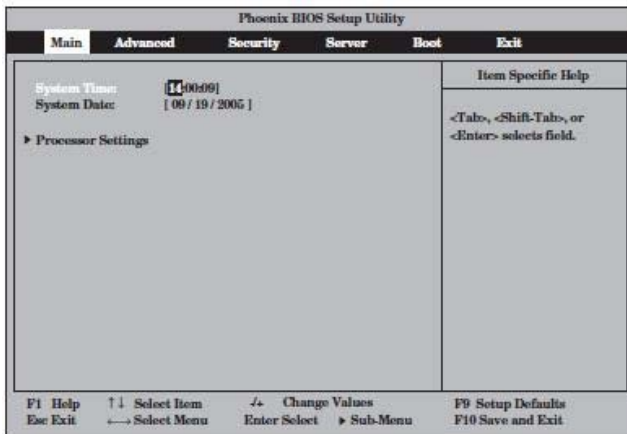 Phoenix BIOS Setup Utility
Main Advanced Security Server Boot Exit
Item Specific Help
System Time: [14:00:09]
System Date: [ 09 / 19 / 2005 ]
▶ Processor Settings
<Tab>, <Shift-Tab>, or
<Enter> selects field.
F1 Help ↑↓ Select Item -/+ Change Values F9 Setup Defaults
Esc Exit ←→ Select Menu Enter Select ▶ Sub-Menu F10 Save and Exit